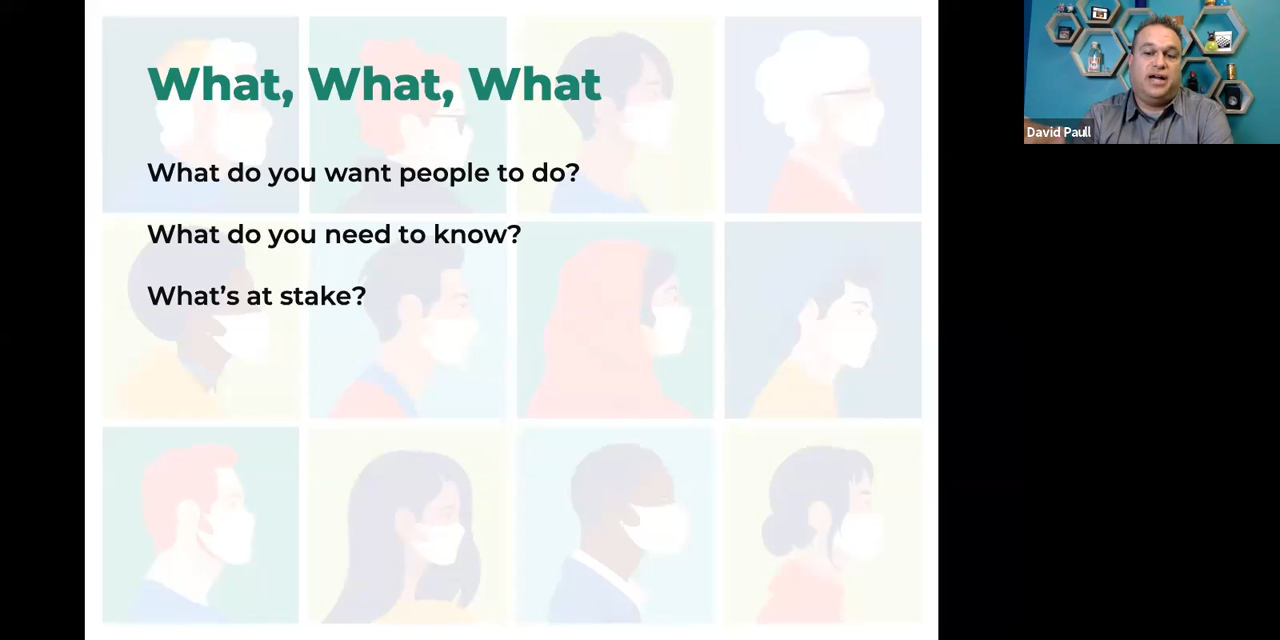 What, What, What
What do you want people to do?
What do you need to know?
What's at stake?
David Paull